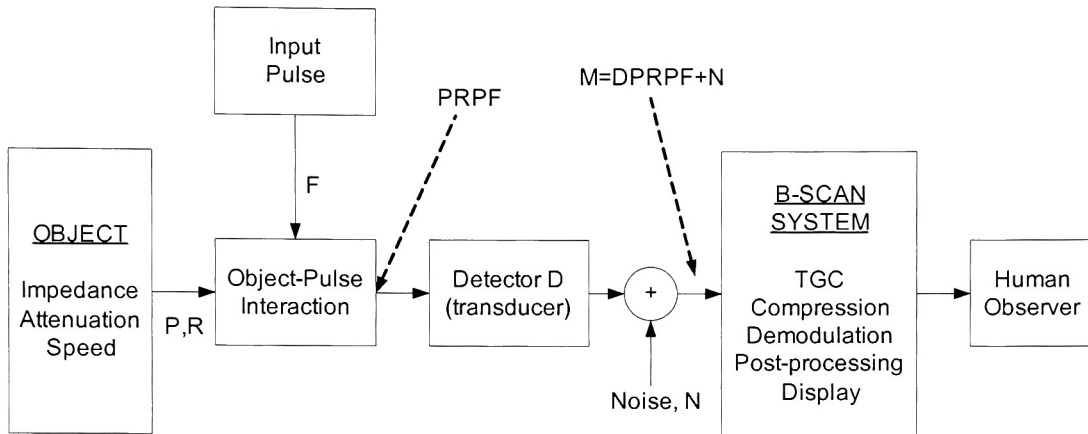 Input
Pulse
M=DPRPF+N
PRPF
F
OBJECT
Impedance
Attenuation
Speed
P,R
Object-Pulse
Interaction
Detector D
(transducer)
+
Noise, N
B-SCAN
SYSTEM
TGC
Compression
Demodulation
Post-processing
Display
Human
Observer